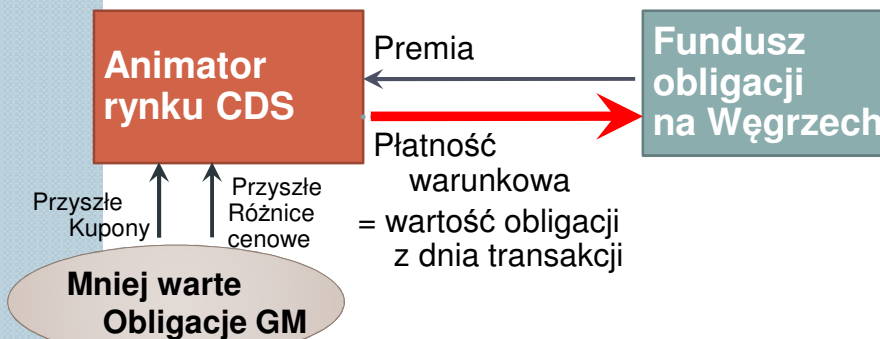 Animator
rynku CDS
Premia
Fundusz
obligacji
na Węgrzech
Płatność
warunkowa
= wartość obligacji
z dnia transakcji
Przyszłe
Kupony
Przyszłe
Różnice
cenowe
Mniej warte
Obligacje GM